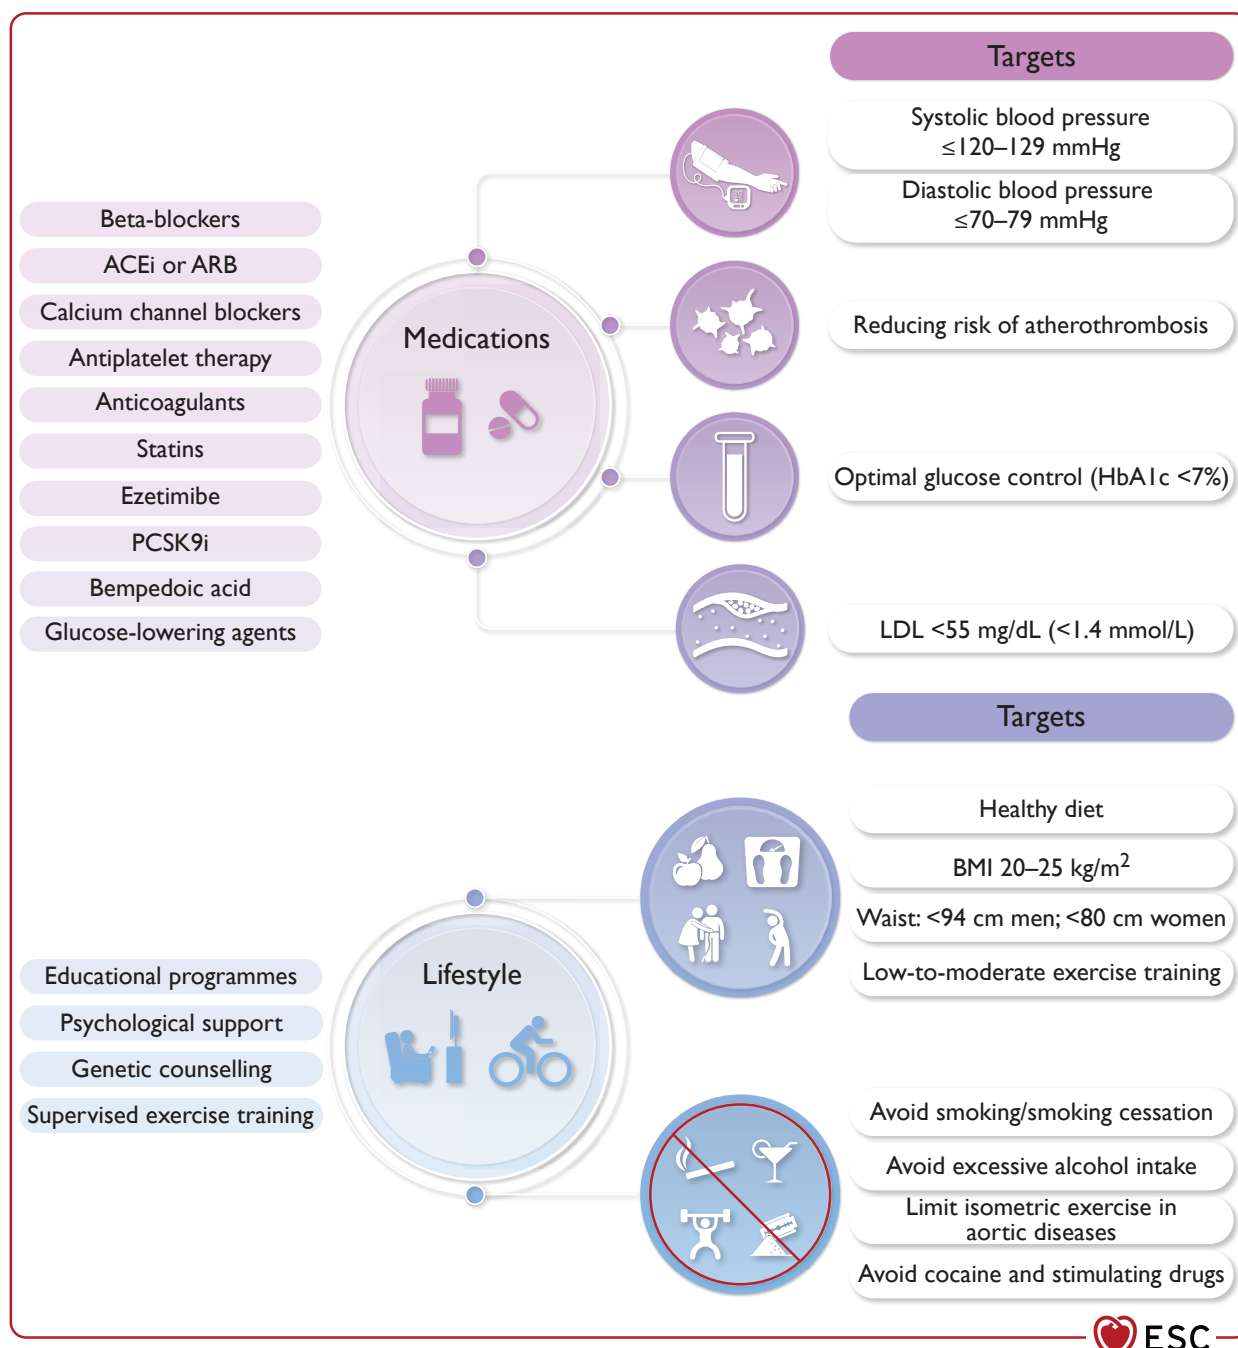 Targets
Systolic blood pressure
≤120–129 mmHg
Diastolic blood pressure
≤70–79 mmHg
Beta-blockers
ACEi or ARB
Calcium channel blockers
Antiplatelet therapy
Anticoagulants
Statins
Ezetimibe
PCSK9i
Bempedoic acid
Glucose-lowering agents
Medications
Reducing risk of atherothrombosis
Optimal glucose control (HbA1c <7%)
LDL <55 mg/dL (<1.4 mmol/L)
Targets
Healthy diet
BMI 20–25 kg/m²
Waist: <94 cm men; <80 cm women
Low-to-moderate exercise training
Educational programmes
Psychological support
Genetic counselling
Supervised exercise training
Lifestyle
Avoid smoking/smoking cessation
Avoid excessive alcohol intake
Limit isometric exercise in
aortic diseases
Avoid cocaine and stimulating drugs
ESC